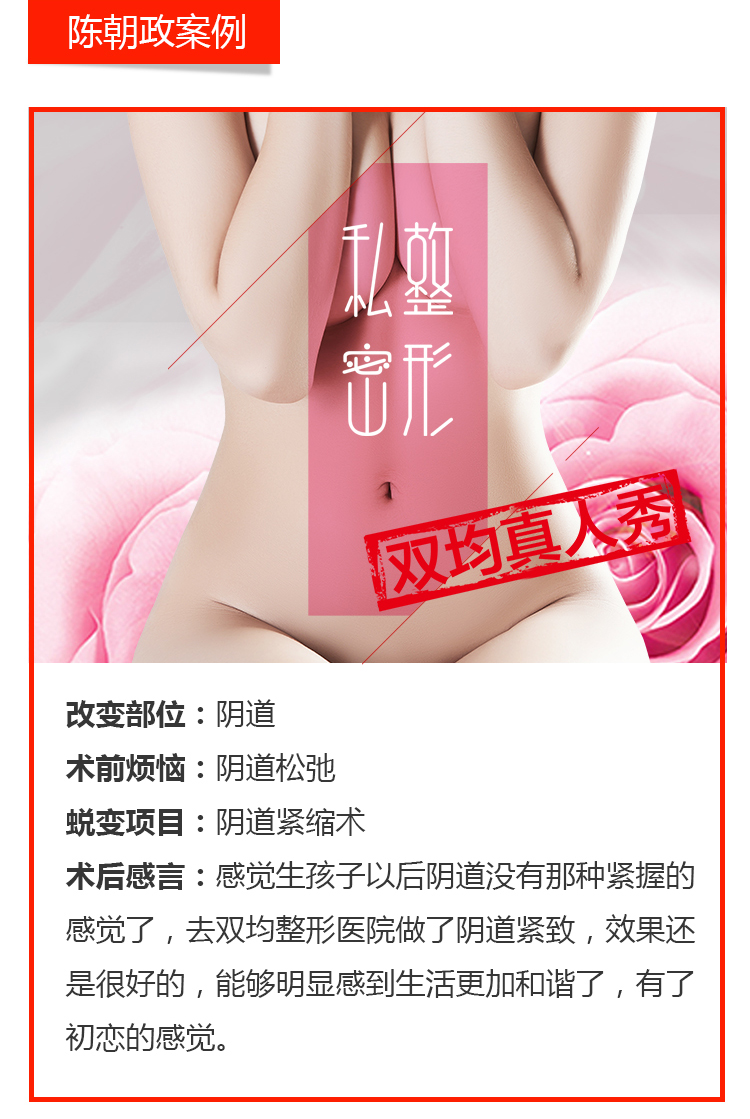 陈朝政案例
私整
密形
双均真人秀
改变部位：阴道
术前烦恼：阴道松弛
蜕变项目：阴道紧缩术
术后感言：感觉生孩子以后阴道没有那种紧握的
感觉了，去双均整形医院做了阴道紧致，效果还
是很好的，能够明显感到生活更加和谐了，有了
初恋的感觉。